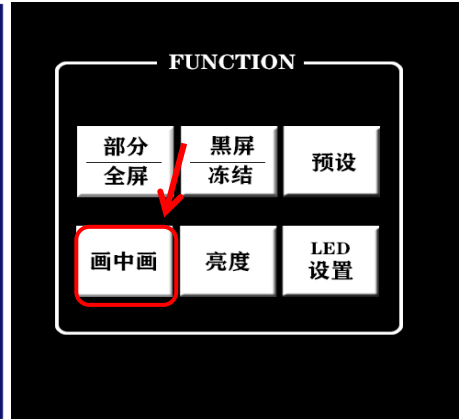 FUNCTION
部分
全屏
黑屏
冻结
预设
画中画
亮度
LED
设置